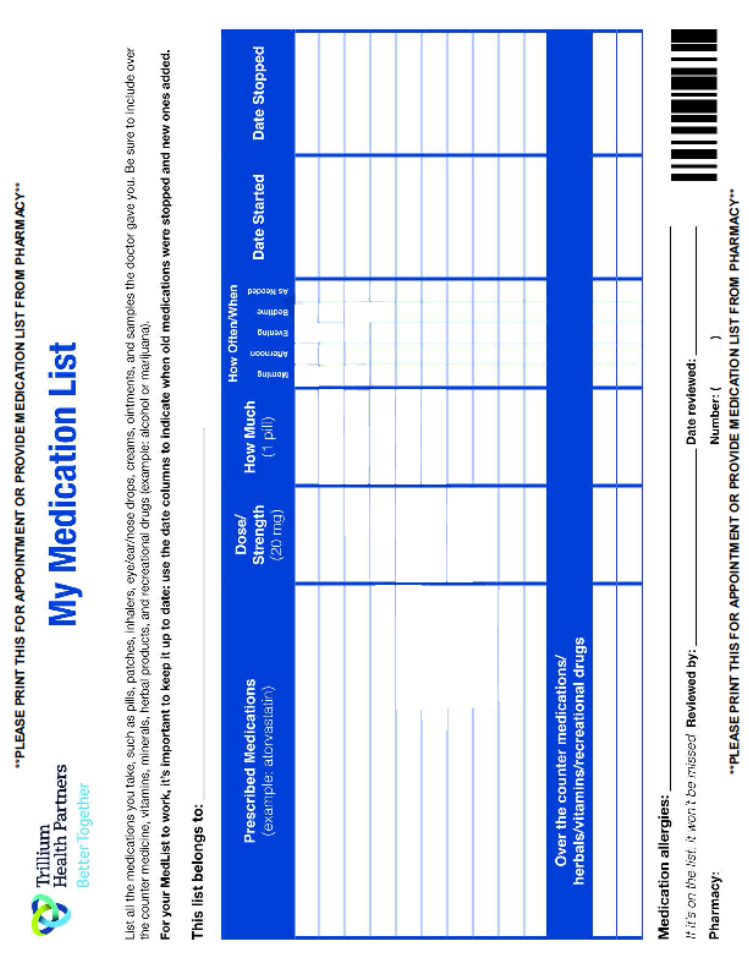 **PLEASE PRINT THIS FOR APPOINTMENT OR PROVIDE MEDICATION LIST FROM PHARMACY**
Trillium
Health Partners
Better Together
My Medication List
List all the medications you take, such as pills, patches, inhalers, eye/ear/nose drops, creams, ointments, and samples the doctor gave you. Be sure to include over
the counter medicine, vitamins, minerals, herbal products, and recreational drugs (example: alcohol or marijuana).
For your MedList to work, it's important to keep it up to date: use the date columns to indicate when old medications were stopped and new ones added.
This list belongs to:
Prescribed Medications
(example: atorvastatin)
Dose/
Strength
(20 mg)
How Much
(1 pill)
How Often/When
Morning
Afternoon
Evening
Bedtime
As Needed
Date Started
Date Stopped
Over the counter medications/
herbals/vitamins/recreational drugs
Medication allergies:
If it's on the list, it won't be missed Reviewed by: Date reviewed:
Pharmacy: Number: ( )
**PLEASE PRINT THIS FOR APPOINTMENT OR PROVIDE MEDICATION LIST FROM PHARMACY**